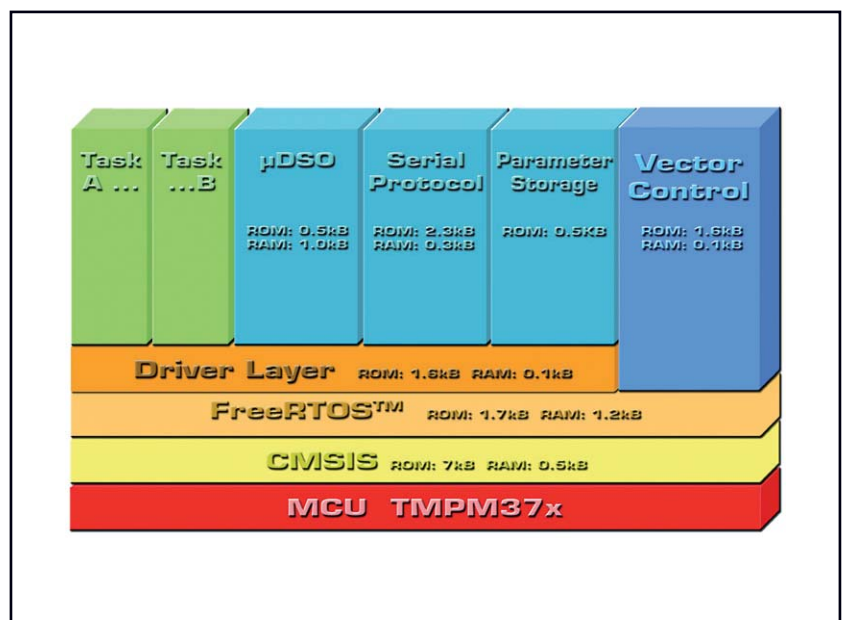 Task
A ...
Task
...B
µDSO
ROM: 0.5kB
RAM: 1.0kB
Serial
Protocol
ROM: 2.3kB
RAM: 0.3kB
Parameter
Storage
ROM: 0.5KB
Vector
Control
ROM: 1.6kB
RAM: 0.1kB
Driver Layer ROM: 1.6kB RAM: 0.1kB
FreeRTOS™ ROM: 1.7kB RAM: 1.2kB
CMSIS ROM: 7kB RAM: 0.5kB
MCU TMPM37x